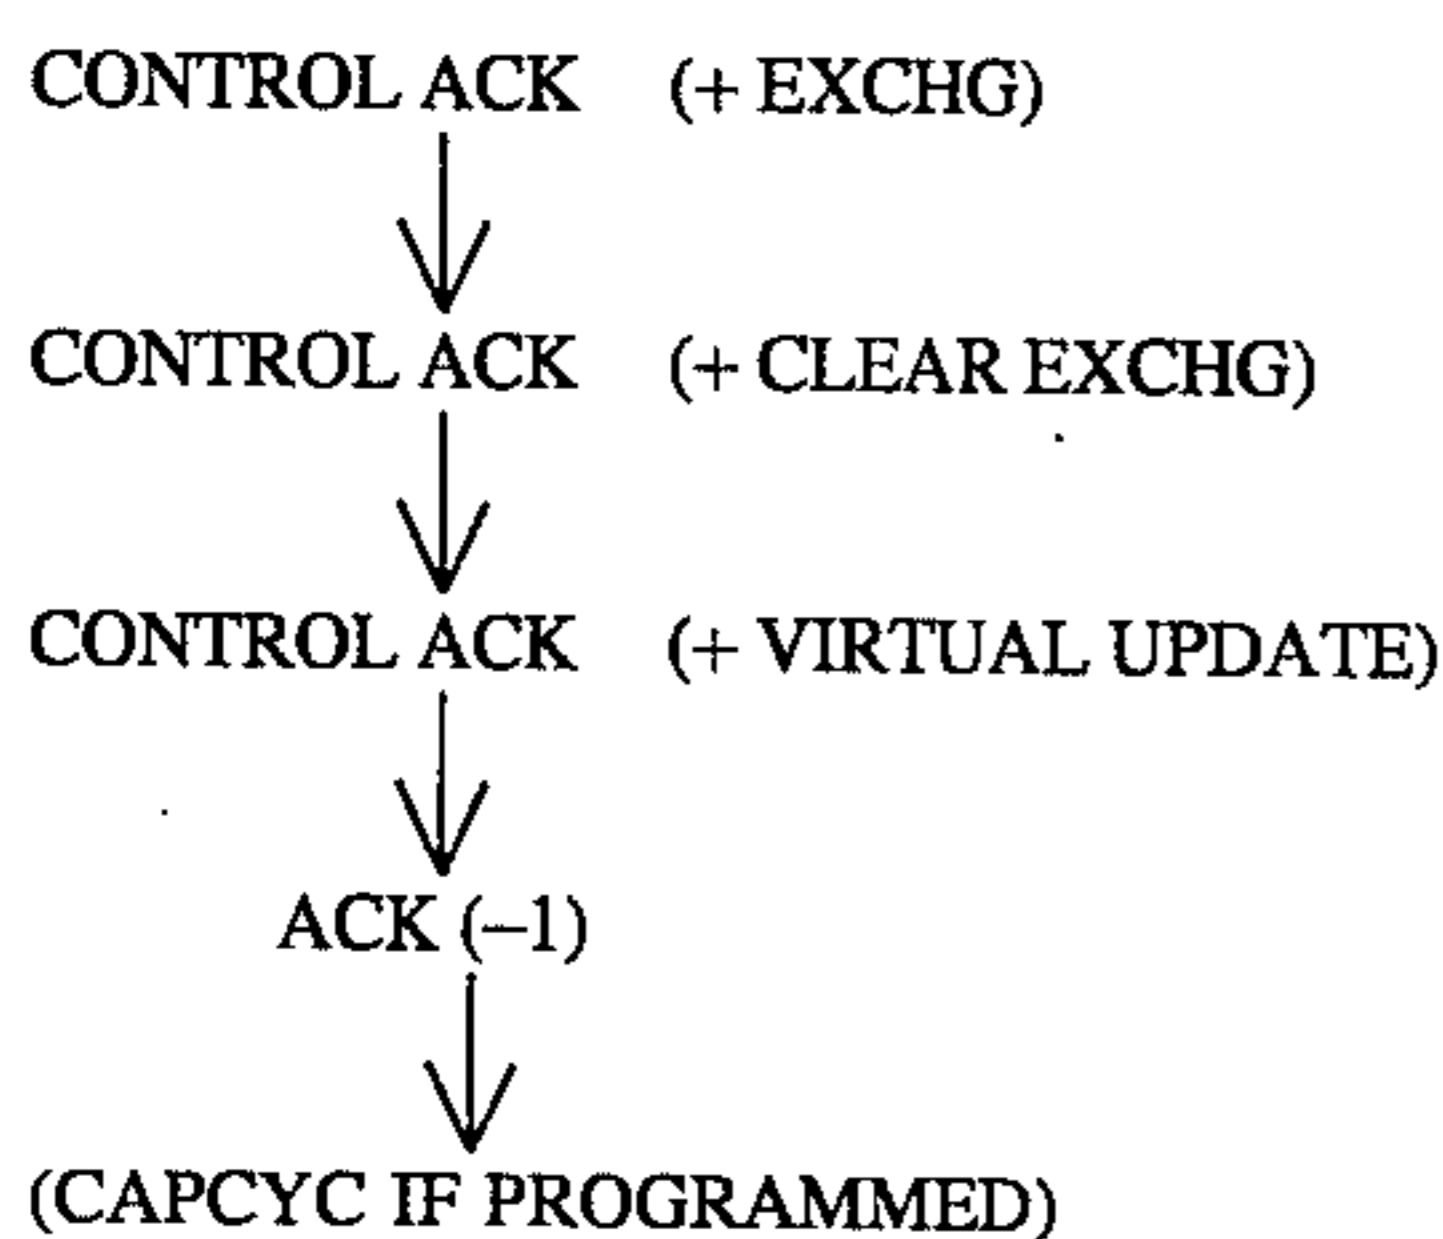 CONTROL ACK (+ EXCHG)
CONTROL ACK (+ CLEAR EXCHG)
CONTROL ACK (+ VIRTUAL UPDATE)
ACK (–1)
(CAPCYC IF PROGRAMMED)